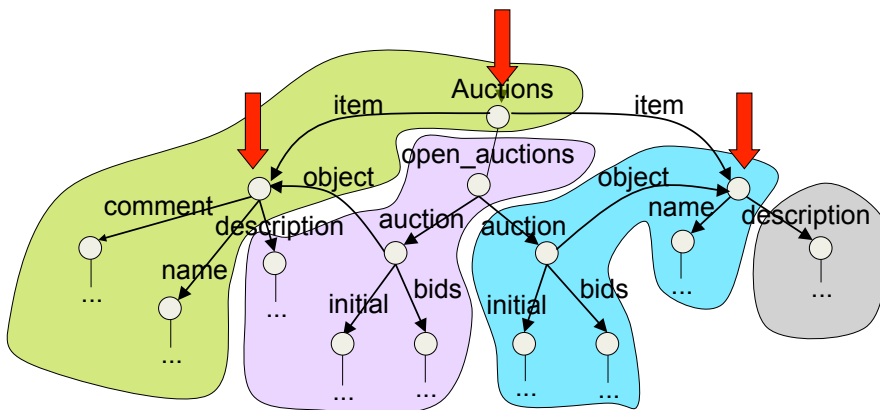 Auctions
item
item
open_auctions
object
object
comment
description
name
description
auction
auction
name
initial
bids
initial
bids
...
...
...
...
...
...
...
...
...